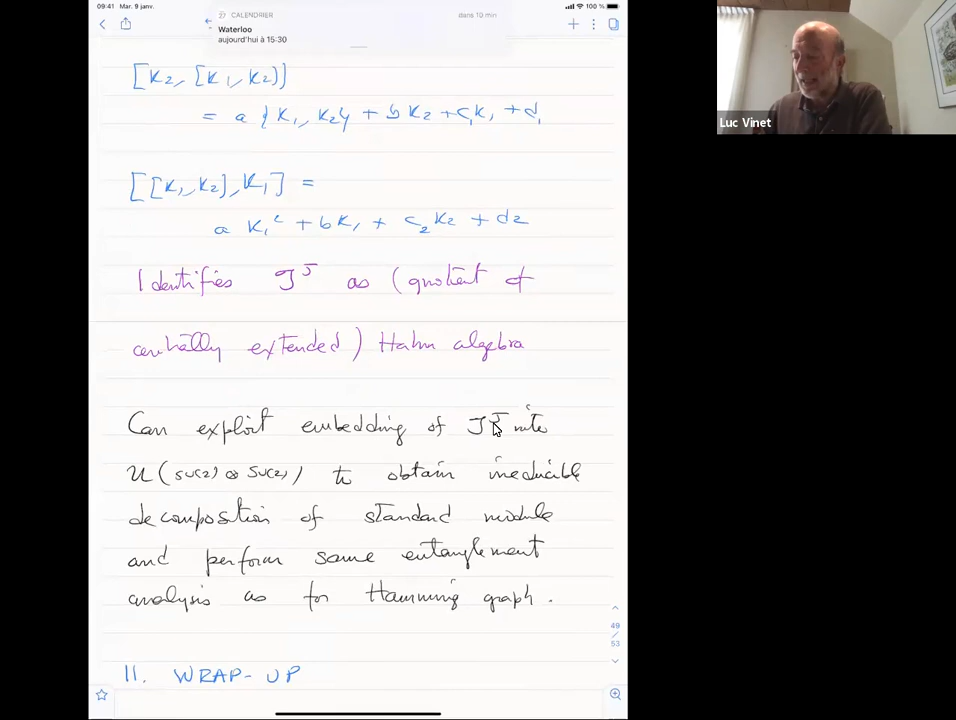 09:41 Mar. 9 janv.
100 %
CALENDRIER
dans 10 min
Waterloo
aujourd'hui à 15:30
[K2, [K1, K2]]
= a {K1, K2} + b K2 + c1 K1 + d1
[[K1, K2], K1] =
a K1² + b K1 + c2 K2 + d2
Identifies T^J as (quotient of
centrally extended) Hahn algebra
Can exploit embedding of T^J into
U(su(2) ⊗ su(2)) to obtain irreducible
decomposition of standard module
and perform same entanglement
analysis as for Hamming graph.
49
/
53
11. WRAP-UP
Luc Vinet